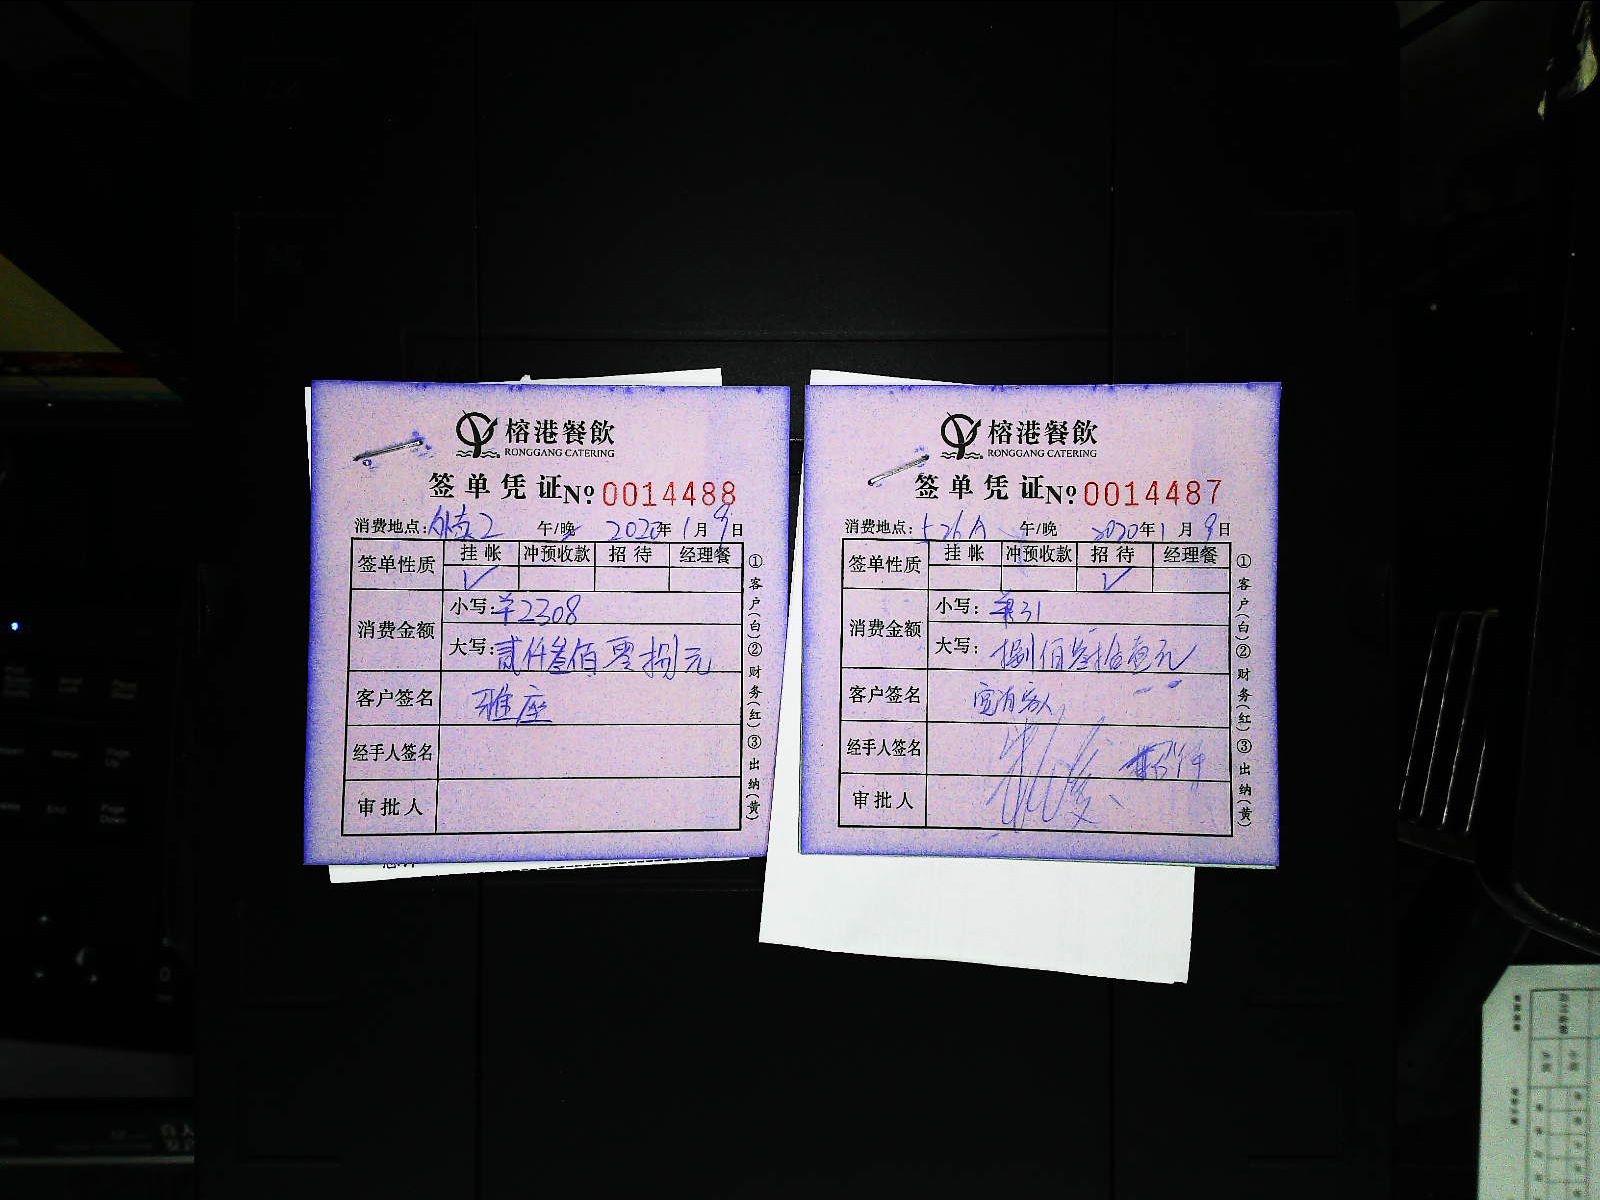 榕港餐飲
RONGGANG CATERING
签单凭证 Nº 0014488
消费地点: 外卖2 午/晚 2020年1月9日
签单性质 挂帐 冲预收款 招待 经理餐
✓
消费金额 小写: ¥2308
大写: 贰仟叁佰零捌元
客户签名 雅座
经手人签名
审批人
①客户(白)②财务(红)③出纳(黄)
榕港餐飲
RONGGANG CATERING
签单凭证 Nº 0014487
消费地点: 526A 午/晚 2020年1月9日
签单性质 挂帐 冲预收款 招待 经理餐
✓
消费金额 小写: ¥831
大写: 捌佰叁拾壹元
客户签名
经手人签名
审批人
①客户(白)②财务(红)③出纳(黄)